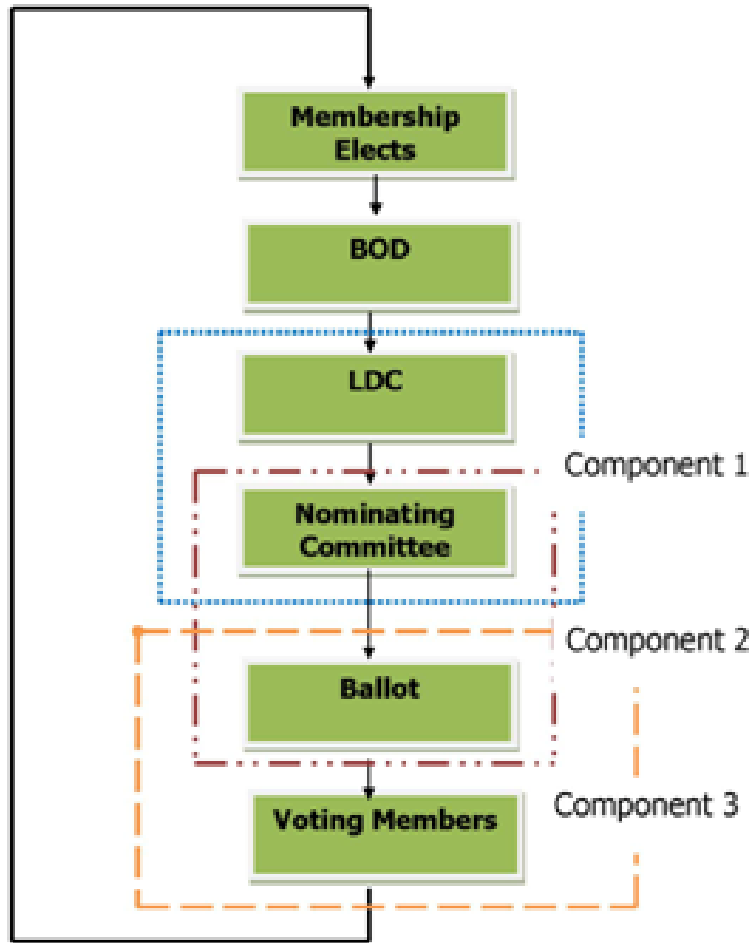 Membership
Elects
BOD
LDC
Component 1
Nominating
Committee
Component 2
Ballot
Component 3
Voting Members